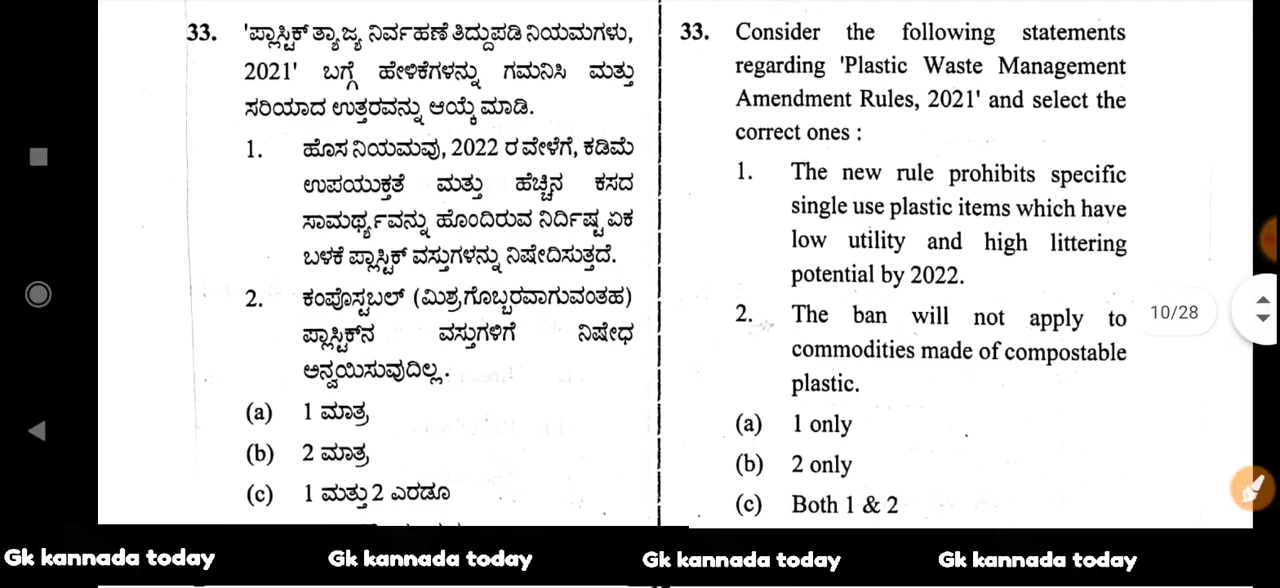 33. 'ಪ್ಲಾಸ್ಟಿಕ್ ತ್ಯಾಜ್ಯ ನಿರ್ವಹಣೆ ತಿದ್ದುಪಡಿ ನಿಯಮಗಳು,
2021' ಬಗ್ಗೆ ಹೇಳಿಕೆಗಳನ್ನು ಗಮನಿಸಿ ಮತ್ತು
ಸರಿಯಾದ ಉತ್ತರವನ್ನು ಆಯ್ಕೆ ಮಾಡಿ.
1. ಹೊಸ ನಿಯಮವು, 2022 ರ ವೇಳೆಗೆ, ಕಡಿಮೆ
ಉಪಯುಕ್ತತೆ ಮತ್ತು ಹೆಚ್ಚಿನ ಕಸದ
ಸಾಮರ್ಥ್ಯವನ್ನು ಹೊಂದಿರುವ ನಿರ್ದಿಷ್ಟ ಏಕ
ಬಳಕೆ ಪ್ಲಾಸ್ಟಿಕ್ ವಸ್ತುಗಳನ್ನು ನಿಷೇದಿಸುತ್ತದೆ.
2. ಕಂಪೊಸ್ಟಬಲ್ (ಮಿಶ್ರಗೊಬ್ಬರವಾಗುವಂತಹ)
ಪ್ಲಾಸ್ಟಿಕ್‌ನ ವಸ್ತುಗಳಿಗೆ ನಿಷೇಧ
ಅನ್ವಯಿಸುವುದಿಲ್ಲ.
(a) 1 ಮಾತ್ರ
(b) 2 ಮಾತ್ರ
(c) 1 ಮತ್ತು 2 ಎರಡೂ
33. Consider the following statements
regarding 'Plastic Waste Management
Amendment Rules, 2021' and select the
correct ones :
1. The new rule prohibits specific
single use plastic items which have
low utility and high littering
potential by 2022.
2. The ban will not apply to
commodities made of compostable
plastic.
(a) 1 only
(b) 2 only
(c) Both 1 & 2
10/28
Gk kannada today Gk kannada today Gk kannada today Gk kannada today